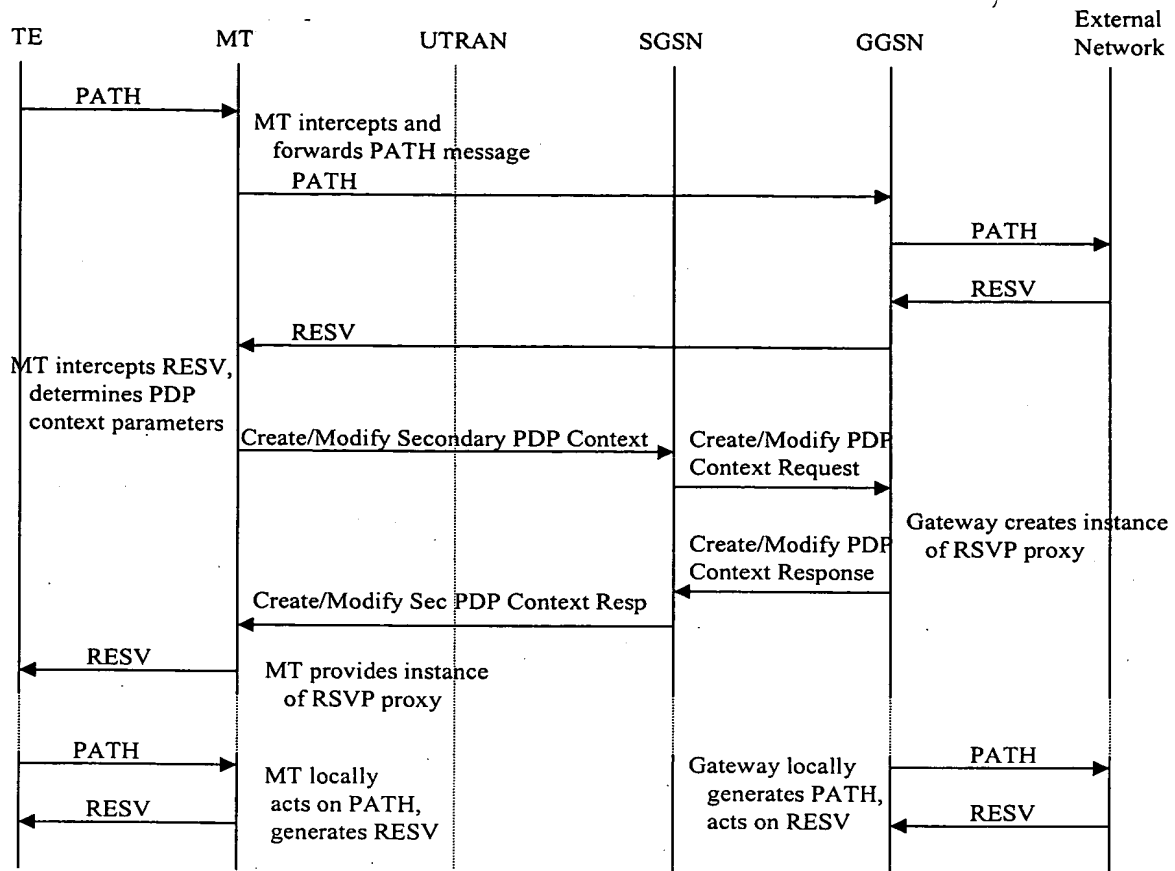 TE
MT
UTRAN
SGSN
GGSN
External
Network
PATH
MT intercepts and
forwards PATH message
PATH
PATH
RESV
RESV
MT intercepts RESV,
determines PDP
context parameters
Create/Modify Secondary PDP Context
Create/Modify PDP
Context Request
Gateway creates instance
of RSVP proxy
Create/Modify PDP
Context Response
Create/Modify Sec PDP Context Resp
RESV
MT provides instance
of RSVP proxy
PATH
MT locally
acts on PATH,
generates RESV
RESV
Gateway locally
generates PATH,
acts on RESV
PATH
RESV